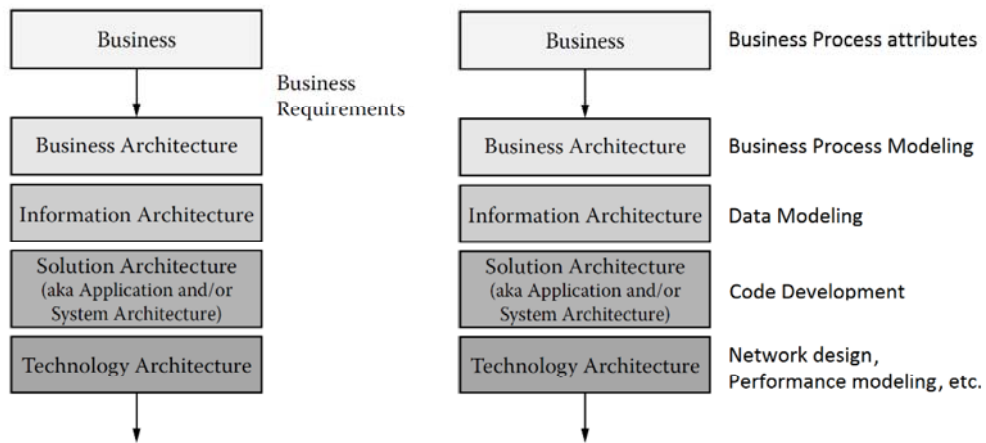 Business
Business
Requirements
Business Architecture
Information Architecture
Solution Architecture
(aka Application and/or
System Architecture)
Technology Architecture
Business
Business Process attributes
Business Architecture
Business Process Modeling
Information Architecture
Data Modeling
Solution Architecture
(aka Application and/or
System Architecture)
Code Development
Technology Architecture
Network design,
Performance modeling, etc.